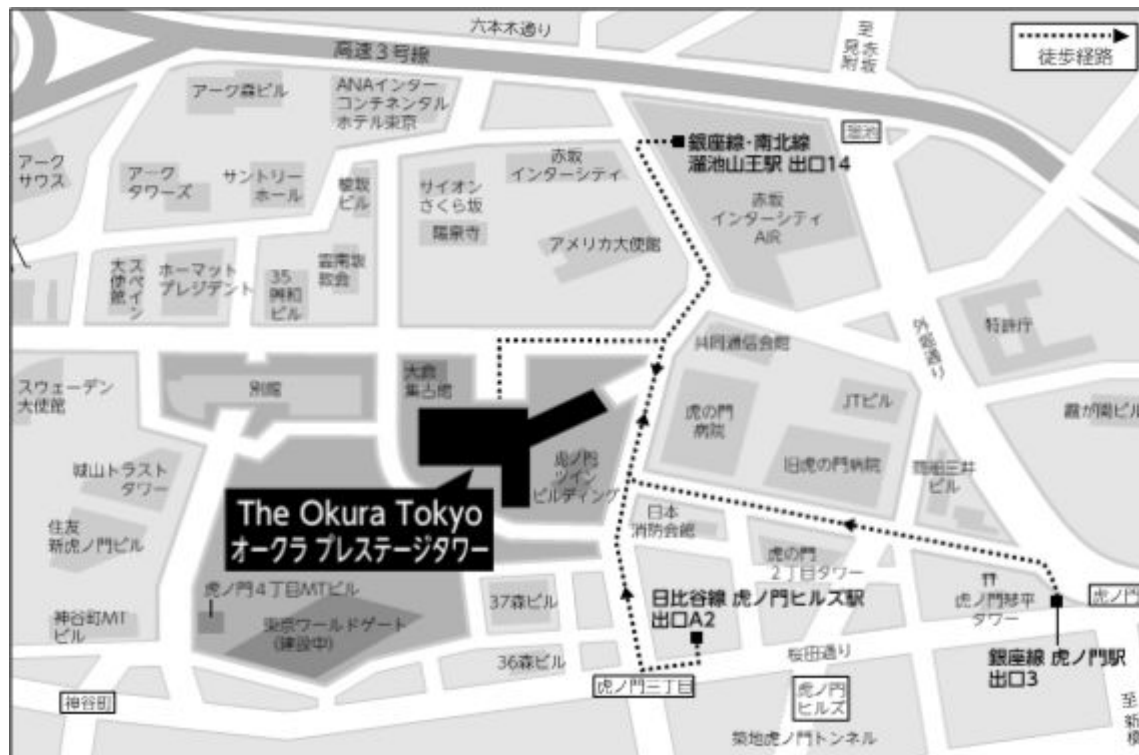 六本木通り
高速3号線
至赤坂
見附
徒歩経路
アーク森ビル
ANAインター
コンチネンタル
ホテル東京
溜池
銀座線・南北線
溜池山王駅 出口14
アーク
サウス
アーク
タワーズ
サントリー
ホール
榎坂
ビル
サイオン
さくら坂
陽泉寺
赤坂
インターシティ
赤坂
インターシティ
AIR
アメリカ大使館
スペイン
大使館
ホーマット
プレジデント
35
興和
ビル
霊南坂
教会
外堀通り
特許庁
共同通信会館
スウェーデン
大使館
別館
大倉
集古館
虎の門
病院
JTビル
霞が関ビル
城山トラスト
タワー
虎ノ門
ツイン
ビルディング
旧虎の門病院
商船三井
ビル
The Okura Tokyo
オークラ プレステージタワー
住友
新虎ノ門ビル
日本
消防会館
虎の門
2丁目タワー
虎ノ門4丁目MTビル
37森ビル
日比谷線 虎ノ門ヒルズ駅
出口A2
虎ノ門琴平
タワー
虎ノ門
神谷町MT
ビル
東京ワールドゲート
(建設中)
36森ビル
桜田通り
銀座線 虎ノ門駅
出口3
神谷町
虎ノ門三丁目
虎ノ門
ヒルズ
至
新
橋
築地虎ノ門トンネル